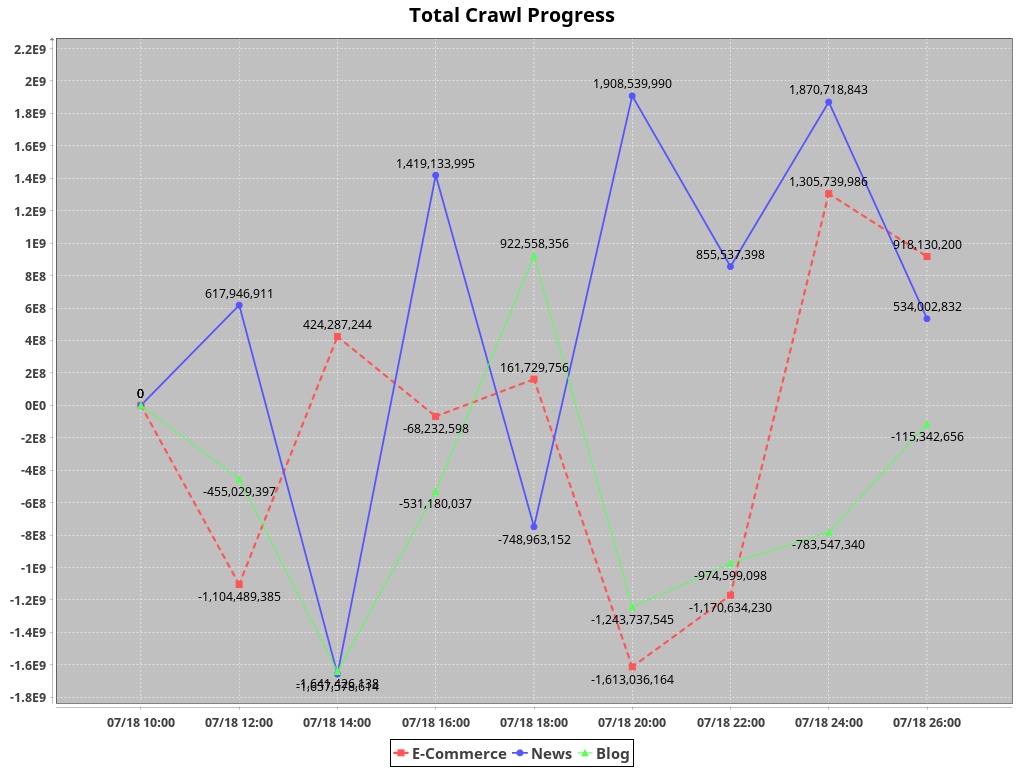 Total Crawl Progress
2.2E9
2E9
1.8E9
1.6E9
1.4E9
1.2E9
1E9
8E8
6E8
4E8
2E8
0E0
-2E8
-4E8
-6E8
-8E8
-1E9
-1.2E9
-1.4E9
-1.6E9
-1.8E9
1,908,539,990
1,870,718,843
1,419,133,995
1,305,739,986
922,558,356
918,130,200
855,537,398
617,946,911
534,002,832
424,287,244
161,729,756
0
-68,232,598
-115,342,656
-455,029,397
-531,180,037
-748,963,152
-783,547,340
-974,599,098
-1,104,489,385
-1,170,634,230
-1,243,737,545
-1,613,036,164
07/18 10:00 07/18 12:00 07/18 14:00 07/18 16:00 07/18 18:00 07/18 20:00 07/18 22:00 07/18 24:00 07/18 26:00
E-Commerce News Blog